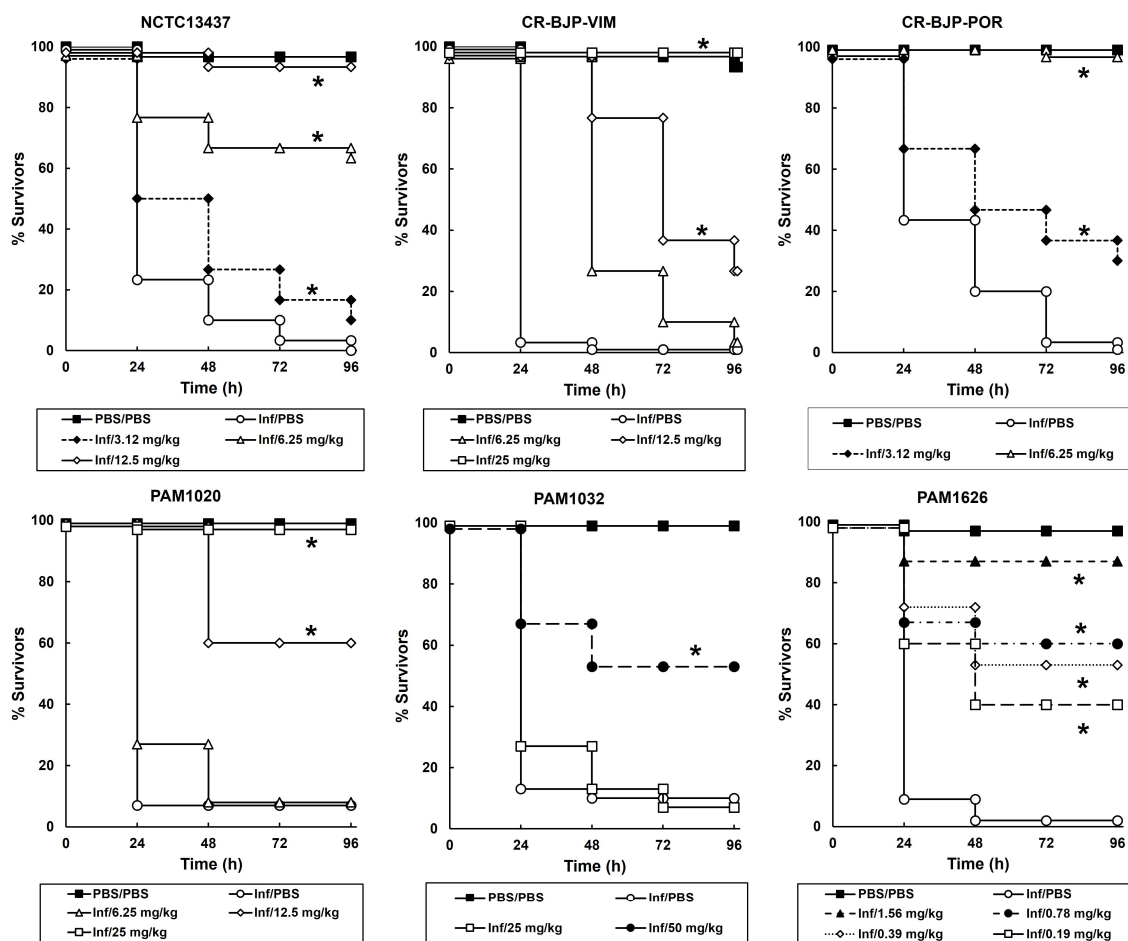 NCTC13437
100
80
60
40
20
0
% Survivors
0 24 48 72 96
Time (h)
* * *
PBS/PBS Inf/PBS
Inf/3.12 mg/kg Inf/6.25 mg/kg
Inf/12.5 mg/kg
CR-BJP-VIM
100
80
60
40
20
0
% Survivors
0 24 48 72 96
Time (h)
* *
PBS/PBS Inf/PBS
Inf/6.25 mg/kg Inf/12.5 mg/kg
Inf/25 mg/kg
CR-BJP-POR
100
80
60
40
20
0
% Survivors
0 24 48 72 96
Time (h)
* *
PBS/PBS Inf/PBS
Inf/3.12 mg/kg Inf/6.25 mg/kg
PAM1020
100
80
60
40
20
0
% Survivors
0 24 48 72 96
Time (h)
* *
PBS/PBS Inf/PBS
Inf/6.25 mg/kg Inf/12.5 mg/kg
Inf/25 mg/kg
PAM1032
100
80
60
40
20
0
% Survivors
0 24 48 72 96
Time (h)
*
PBS/PBS Inf/PBS
Inf/25 mg/kg Inf/50 mg/kg
PAM1626
100
80
60
40
20
0
% Survivors
0 24 48 72 96
Time (h)
* * * *
PBS/PBS Inf/PBS
Inf/1.56 mg/kg Inf/0.78 mg/kg
Inf/0.39 mg/kg Inf/0.19 mg/kg